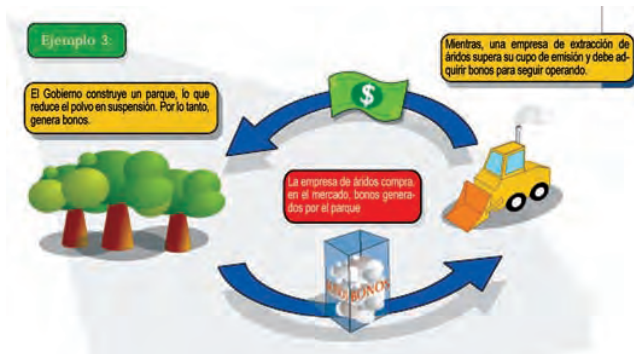 Ejemplo 3:
El Gobierno construye un parque, lo que
reduce el polvo en suspensión. Por lo tanto,
genera bonos.
Mientras, una empresa de extracción de
áridos supera su cupo de emisión y debe ad-
quirir bonos para seguir operando.
$
La empresa de áridos compra,
en el mercado, bonos genera-
dos por el parque
BONOS